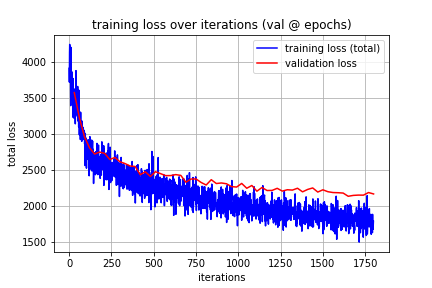 training loss over iterations (val @ epochs)
training loss (total)
validation loss
total loss
4000
3500
3000
2500
2000
1500
0
250
500
750
1000
1250
1500
1750
iterations